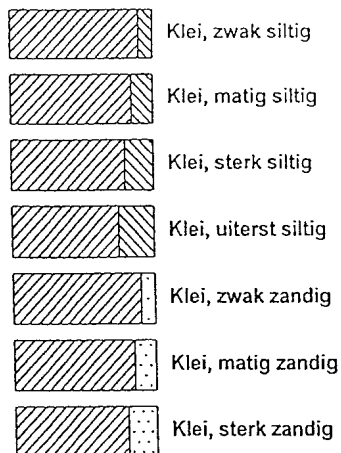 Klei, zwak siltig
Klei, matig siltig
Klei, sterk siltig
Klei, uiterst siltig
Klei, zwak zandig
Klei, matig zandig
Klei, sterk zandig